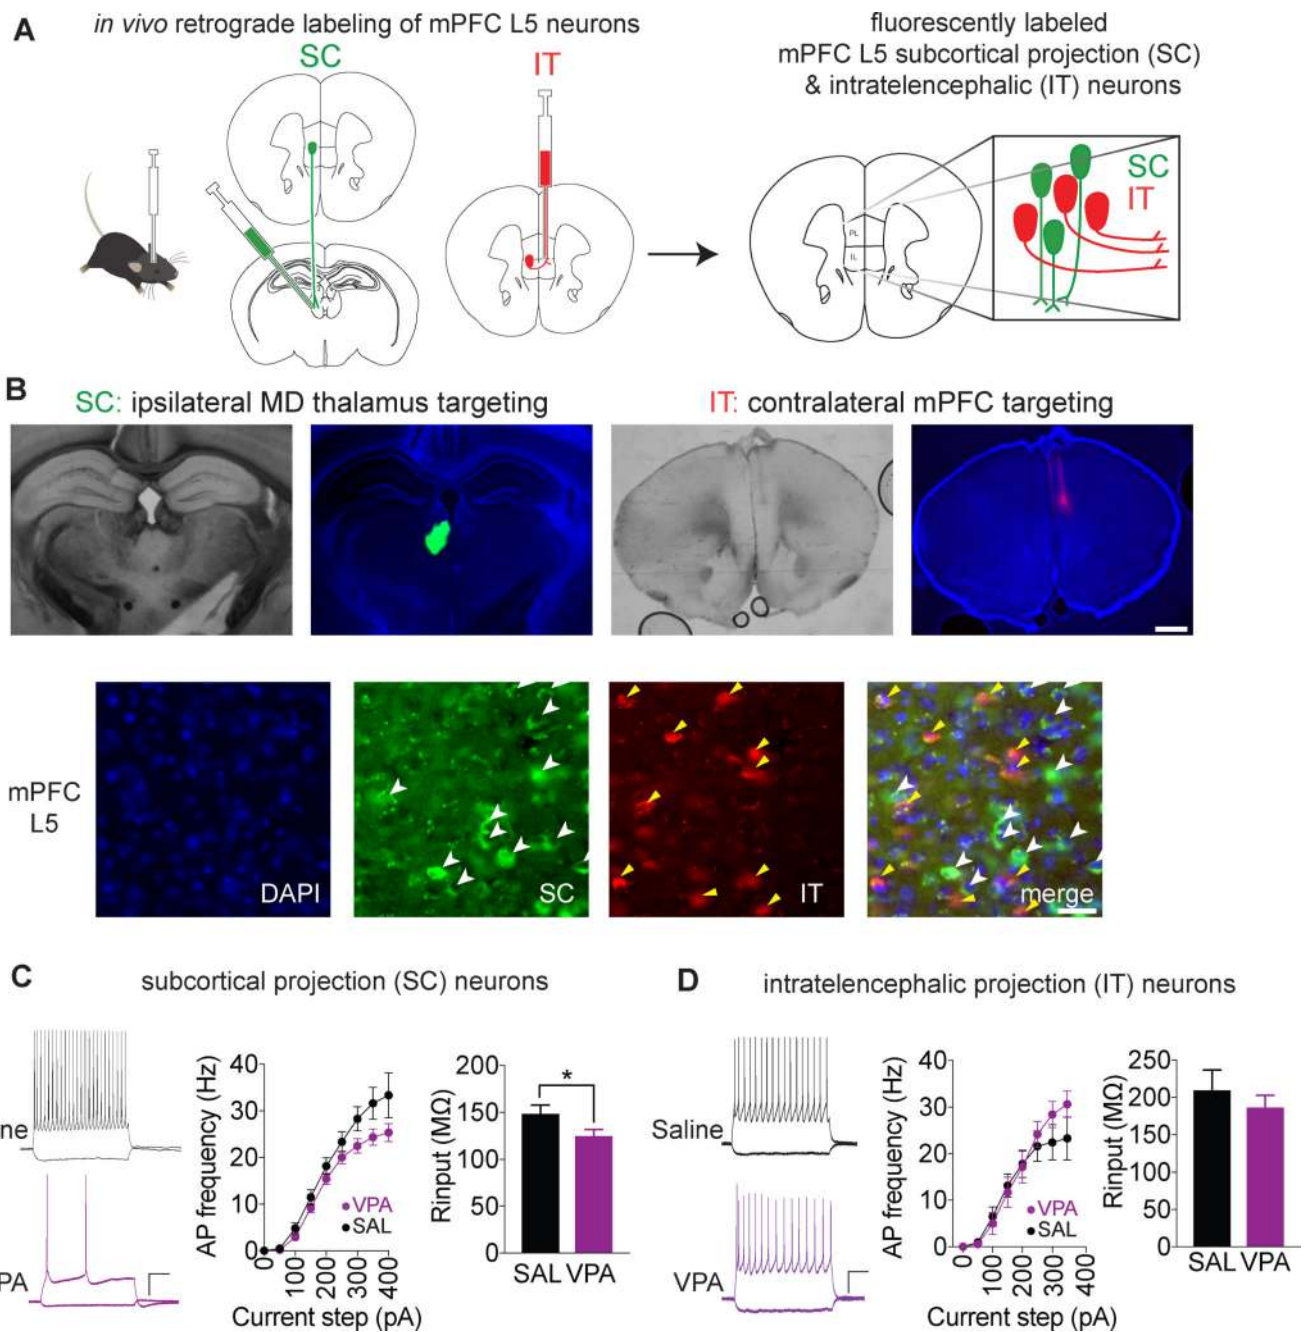 A
in vivo retrograde labeling of mPFC L5 neurons
SC
IT
fluorescently labeled
mPFC L5 subcortical projection (SC)
& intratelencephalic (IT) neurons
PL
IL
SC
IT
B
SC: ipsilateral MD thalamus targeting
IT: contralateral mPFC targeting
mPFC
L5
DAPI
SC
IT
merge
C
subcortical projection (SC) neurons
ne
PA
AP frequency (Hz)
40
30
20
10
0
VPA
SAL
0
100
200
300
400
Current step (pA)
Rinput (MΩ)
200
150
100
50
0
*
SAL VPA
D
intratelencephalic projection (IT) neurons
Saline
VPA
AP frequency (Hz)
40
30
20
10
0
VPA
SAL
0
100
200
300
400
Current step (pA)
Rinput (MΩ)
250
200
150
100
50
0
SAL VPA